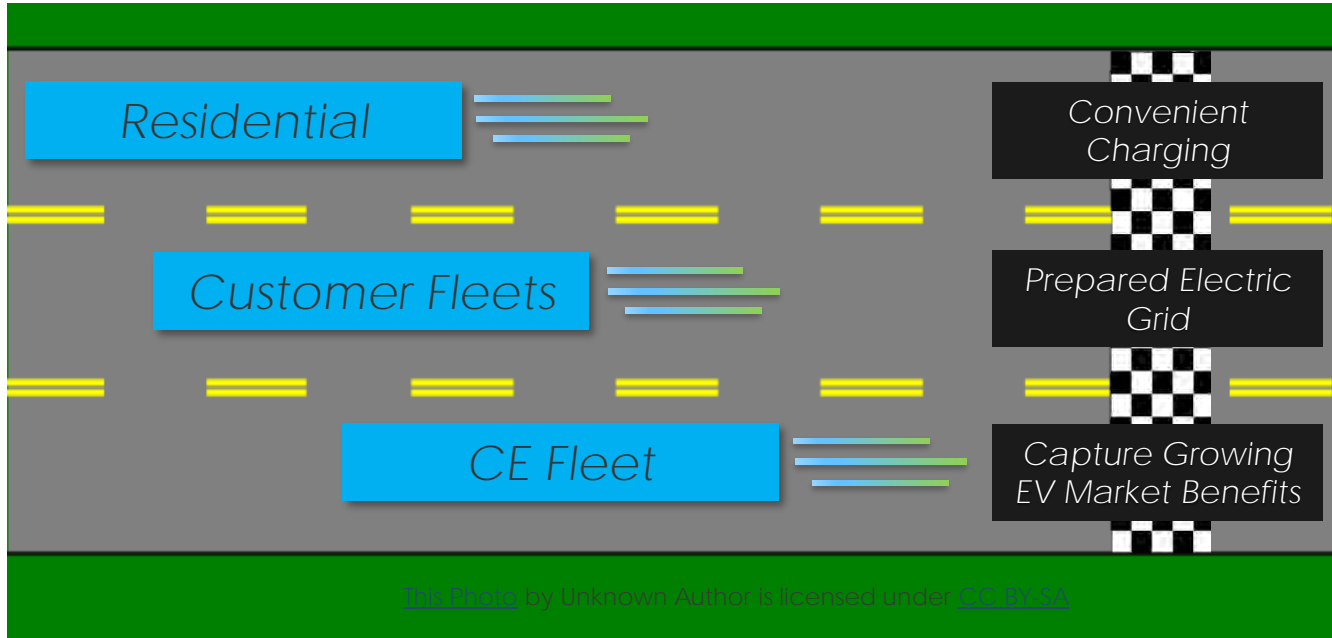 Residential
Convenient
Charging
Customer Fleets
Prepared Electric
Grid
CE Fleet
Capture Growing
EV Market Benefits
This Photo by Unknown Author is licensed under CC BY-SA